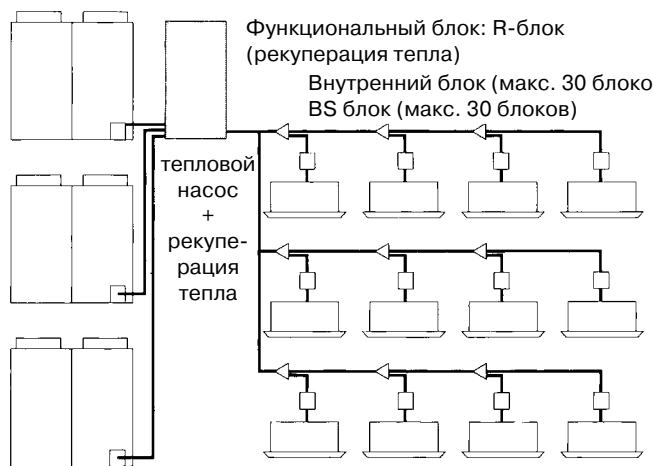 Функциональный блок: R-блок
(рекуперация тепла)
Внутренний блок (макс. 30 блоко
BS блок (макс. 30 блоков)
тепловой
насос
+
рекупе-
рация
тепла